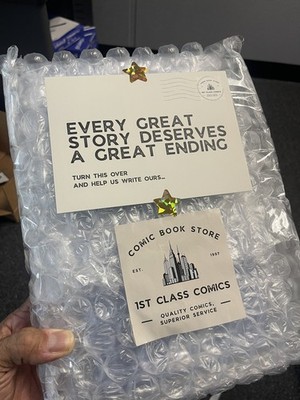 EVERY GREAT
STORY DESERVES
A GREAT ENDING
TURN THIS OVER
AND HELP US WRITE OURS...
COMIC BOOK STORE
EST. 1997
1ST CLASS COMICS
QUALITY COMICS,
SUPERIOR SERVICE